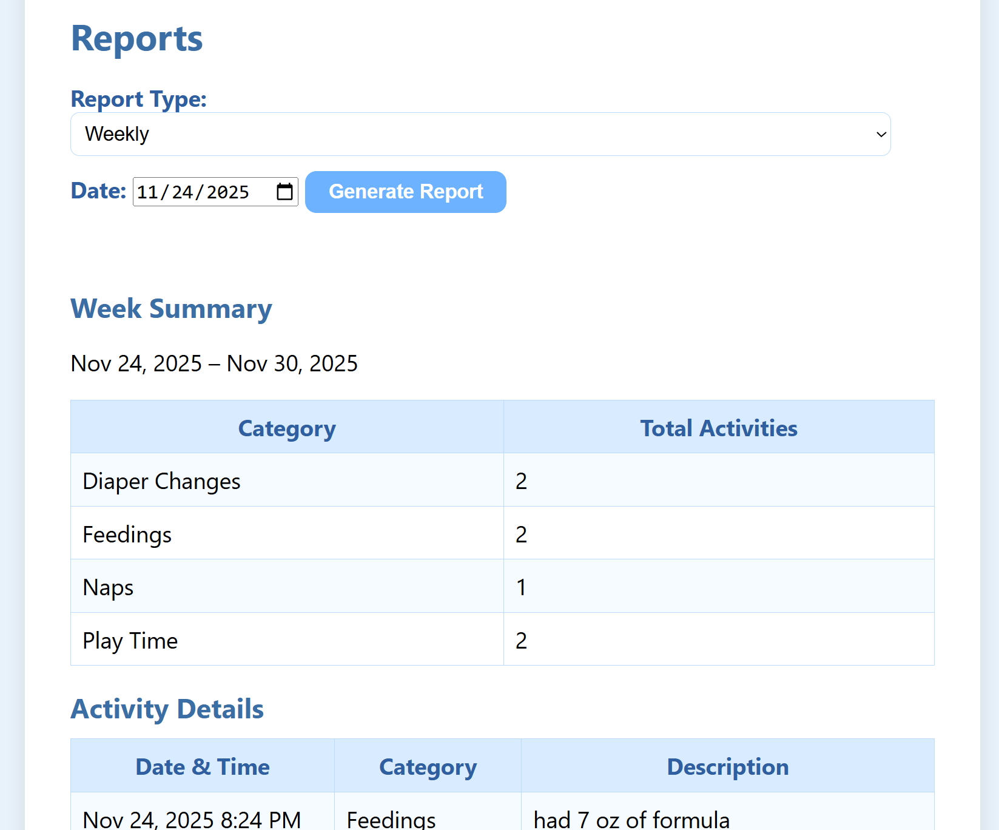 Reports
Report Type:
Weekly
Date: 11/24/2025 Generate Report
Week Summary
Nov 24, 2025 – Nov 30, 2025
Category Total Activities
Diaper Changes 2
Feedings 2
Naps 1
Play Time 2
Activity Details
Date & Time Category Description
Nov 24, 2025 8:24 PM Feedings had 7 oz of formula